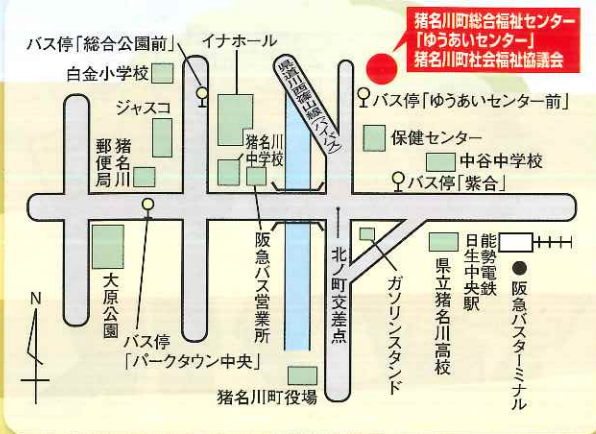 猪名川町総合福祉センター
「ゆうあいセンター」
猪名川町社会福祉協議会
バス停「総合公園前」
イナホール
白金小学校
ジャスコ
猪名川
郵便局
猪名川
中学校
県道川西篠山線(バイパス)
バス停「ゆうあいセンター前」
保健センター
中谷中学校
バス停「紫合」
大原公園
バス停
「パークタウン中央」
阪急バス営業所
北ノ町交差点
ガソリンスタンド
県立猪名川高校
能勢電鉄
日生中央駅
阪急バスターミナル
猪名川町役場
N